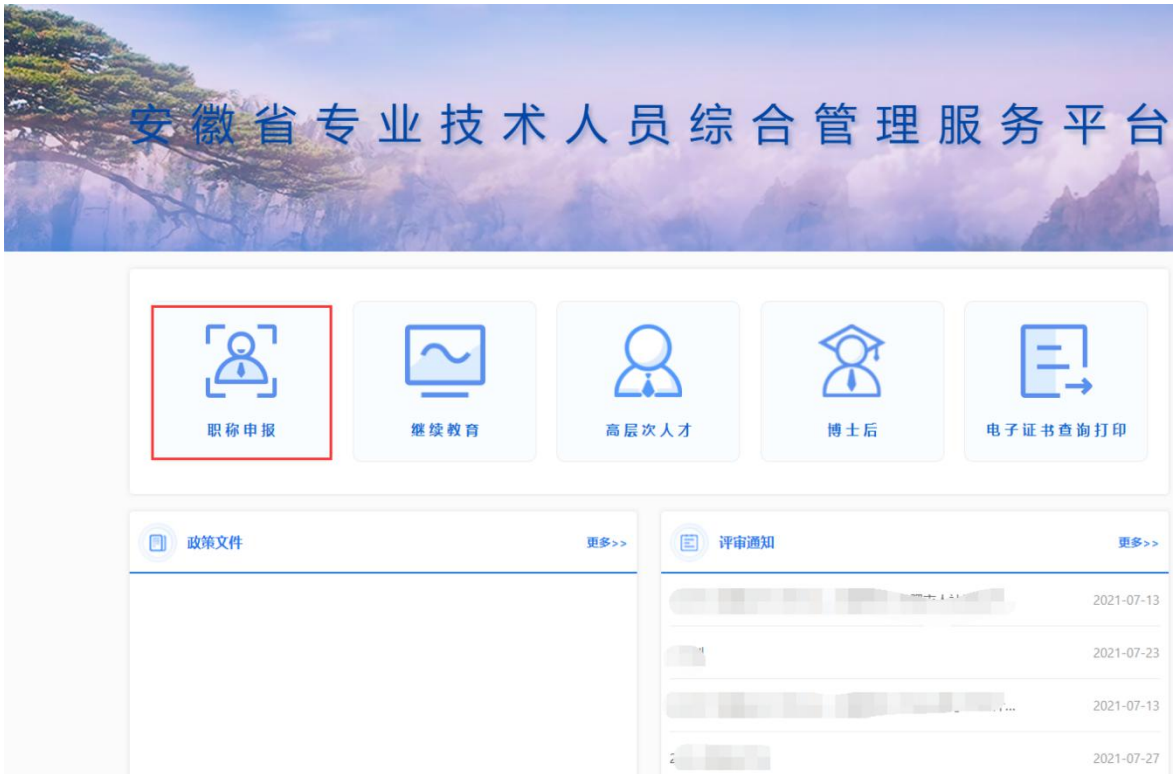 安徽省专业技术人员综合管理服务平台
职称申报 继续教育 高层次人才 博士后 电子证书查询打印
政策文件 更多>>
评审通知 更多>>
2021-07-13
2021-07-23
2021-07-13
2021-07-27